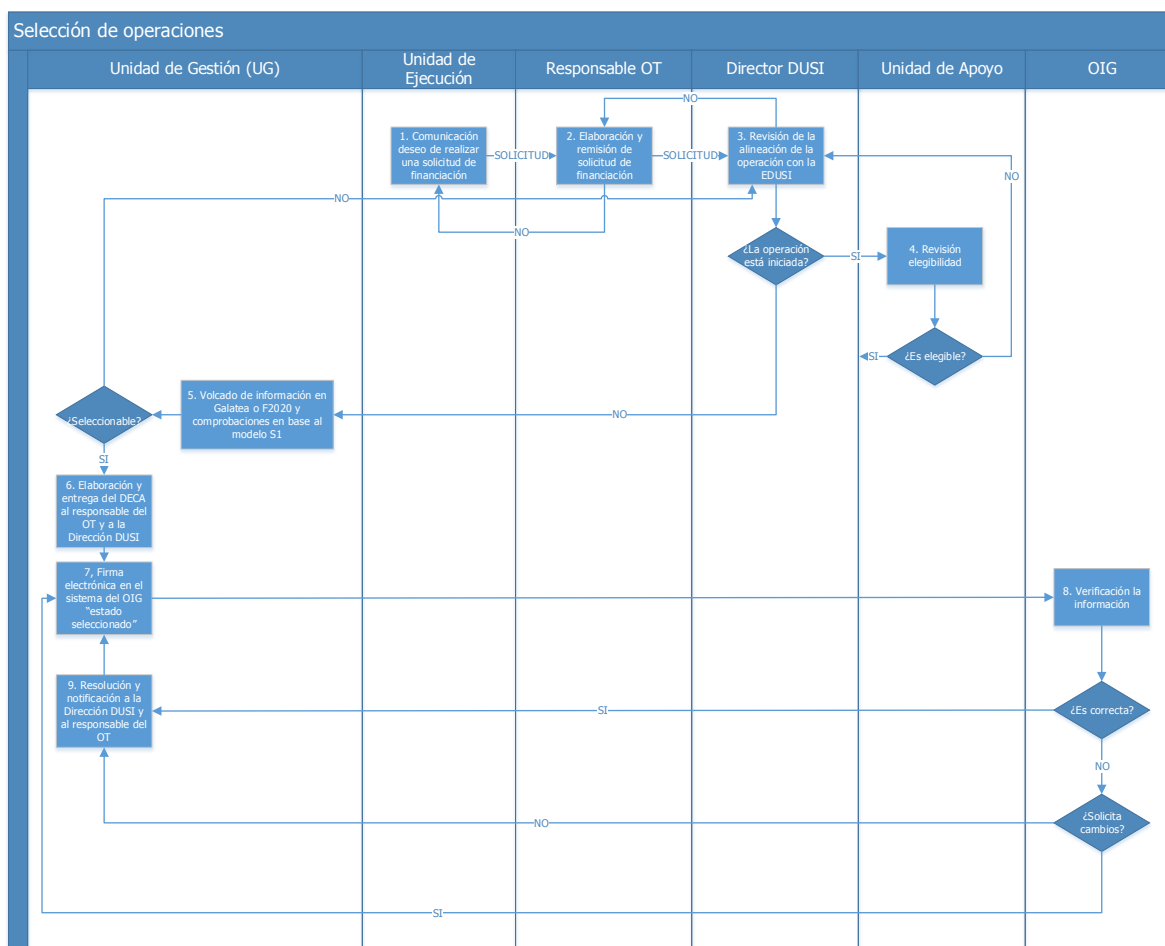 Selección de operaciones
Unidad de Gestión (UG)
Unidad de
Ejecución
Responsable OT
Director DUSI
Unidad de Apoyo
OIG
NO
1. Comunicación
deseo de realizar
una solicitud de
financiación
SOLICITUD
2. Elaboración y
remisión de
solicitud de
financiación
SOLICITUD
3. Revisión de la
alineación de la
operación con la
EDUSI
NO
NO
NO
¿La operación
está iniciada?
SI
4. Revisión
elegibilidad
¿Es elegible?
SI
¿Seleccionable?
5. Volcado de información en
Galatea o F2020 y
comprobaciones en base al
modelo S1
NO
SI
6. Elaboración y
entrega del DECA
al responsable del
OT y a la
Dirección DUSI
7, Firma
electrónica en el
sistema del OIG
“estado
seleccionado”
8. Verificación la
información
9. Resolución y
notificación a la
Dirección DUSI y
al responsable del
OT
SI
¿Es correcta?
NO
¿Solicita
cambios?
NO
SI